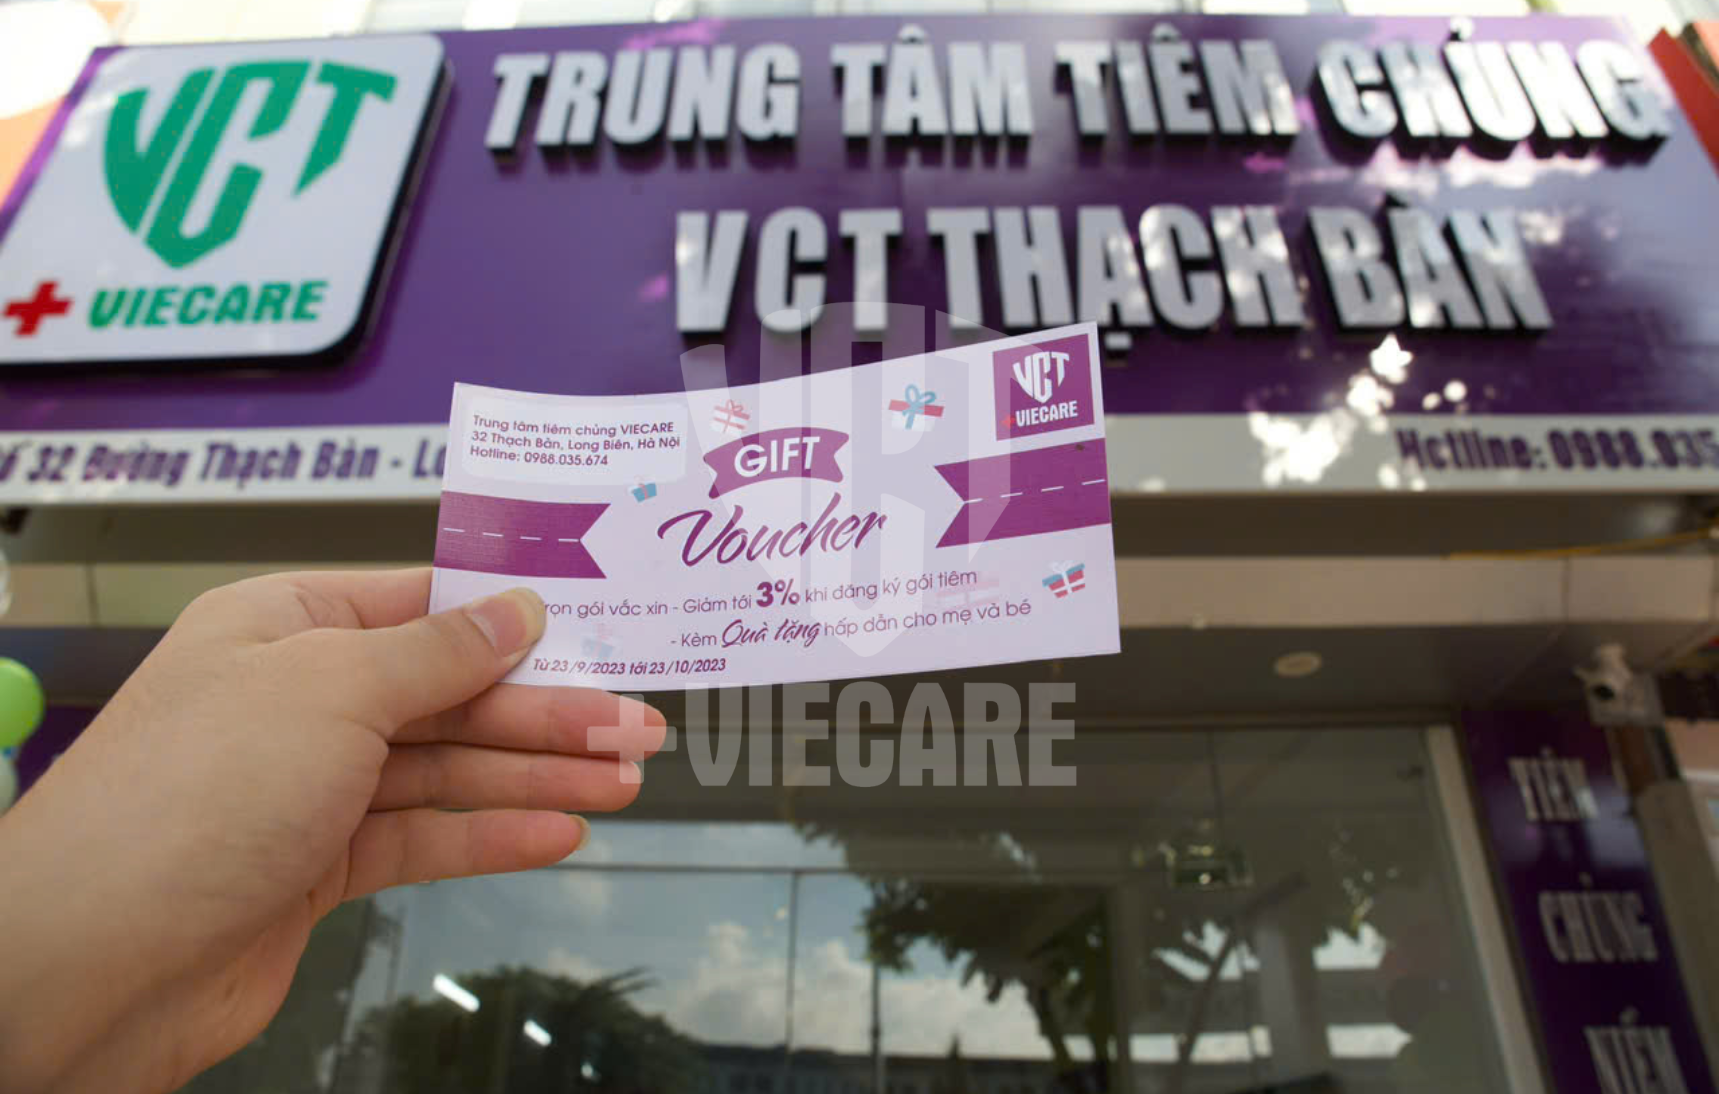 VCT
VIECARE
TRUNG TÂM TIÊM CHỦNG
VCT THẠCH BÀN
32 Đường Thạch Bàn -
Hotline: 0988.035
Trung tâm tiêm chủng VIECARE
32 Thạch Bàn, Long Biên, Hà Nội
Hotline: 0988.035.674
GIFT
Voucher
VCT
VIECARE
gói vắc xin - Giảm tới 3% khi đăng ký gói tiêm
- Kèm Quà tặng hấp dẫn cho mẹ và bé
Từ 23/9/2023 tới 23/10/2023
VCT
+VIECARE
TIÊM
CHỦNG